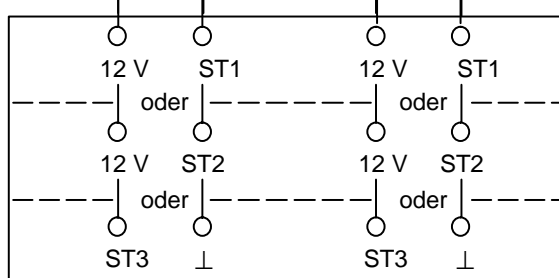 12 V ST1 12 V ST1
oder oder
12 V ST2 12 V ST2
oder oder
ST3 ⊥ ST3 ⊥